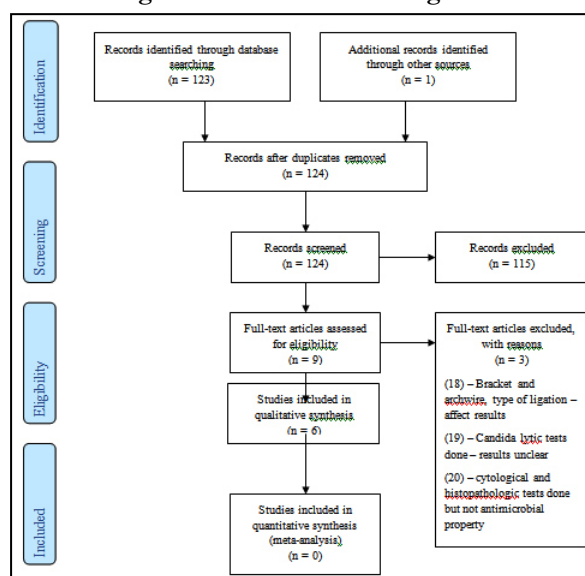 Identification
Records identified through database
searching
(n = 123)
Additional records identified
through other sources
(n = 1)
Records after duplicates removed
(n = 124)
Screening
Records screened
(n = 124)
Records excluded
(n = 115)
Eligibility
Full-text articles assessed
for eligibility
(n = 9)
Full-text articles excluded,
with reasons
(n = 3)
(18) – Bracket and
archwire, type of ligation –
affect results
(19) – Candida lytic tests
done – results unclear
(20) – cytological and
histopathologic tests done
but not antimicrobial
property
Studies included in
qualitative synthesis
(n = 6)
Included
Studies included in
quantitative synthesis
(meta-analysis)
(n = 0)